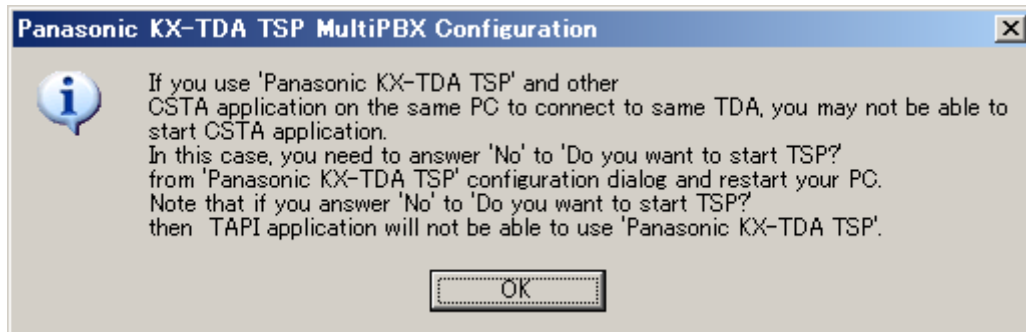 Panasonic KX-TDA TSP MultiPBX Configuration
If you use 'Panasonic KX-TDA TSP' and other
CSTA application on the same PC to connect to same TDA, you may not be able to
start CSTA application.
In this case, you need to answer 'No' to 'Do you want to start TSP?'
from 'Panasonic KX-TDA TSP' configuration dialog and restart your PC.
Note that if you answer 'No' to 'Do you want to start TSP?'
then  TAPI application will not be able to use 'Panasonic KX-TDA TSP'.
OK